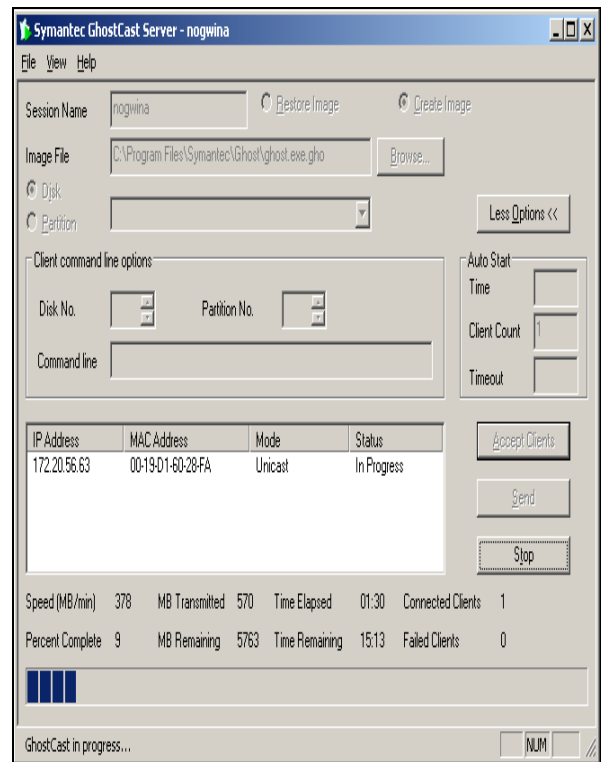 Symantec GhostCast Server - nogwina
File View Help
Session Name nogwina Restore Image Create Image
Image File C:\Program Files\Symantec\Ghost\ghost.exe.gho Browse...
Disk
Partition
Less Options <<
Client command line options
Disk No. Partition No.
Command line
Auto Start
Time
Client Count 1
Timeout
IP Address MAC Address Mode Status
172.20.56.63 00-19-D1-60-28-FA Unicast In Progress
Accept Clients
Send
Stop
Speed (MB/min) 378 MB Transmitted 570 Time Elapsed 01:30 Connected Clients 1
Percent Complete 9 MB Remaining 5763 Time Remaining 15:13 Failed Clients 0
GhostCast in progress...
NUM